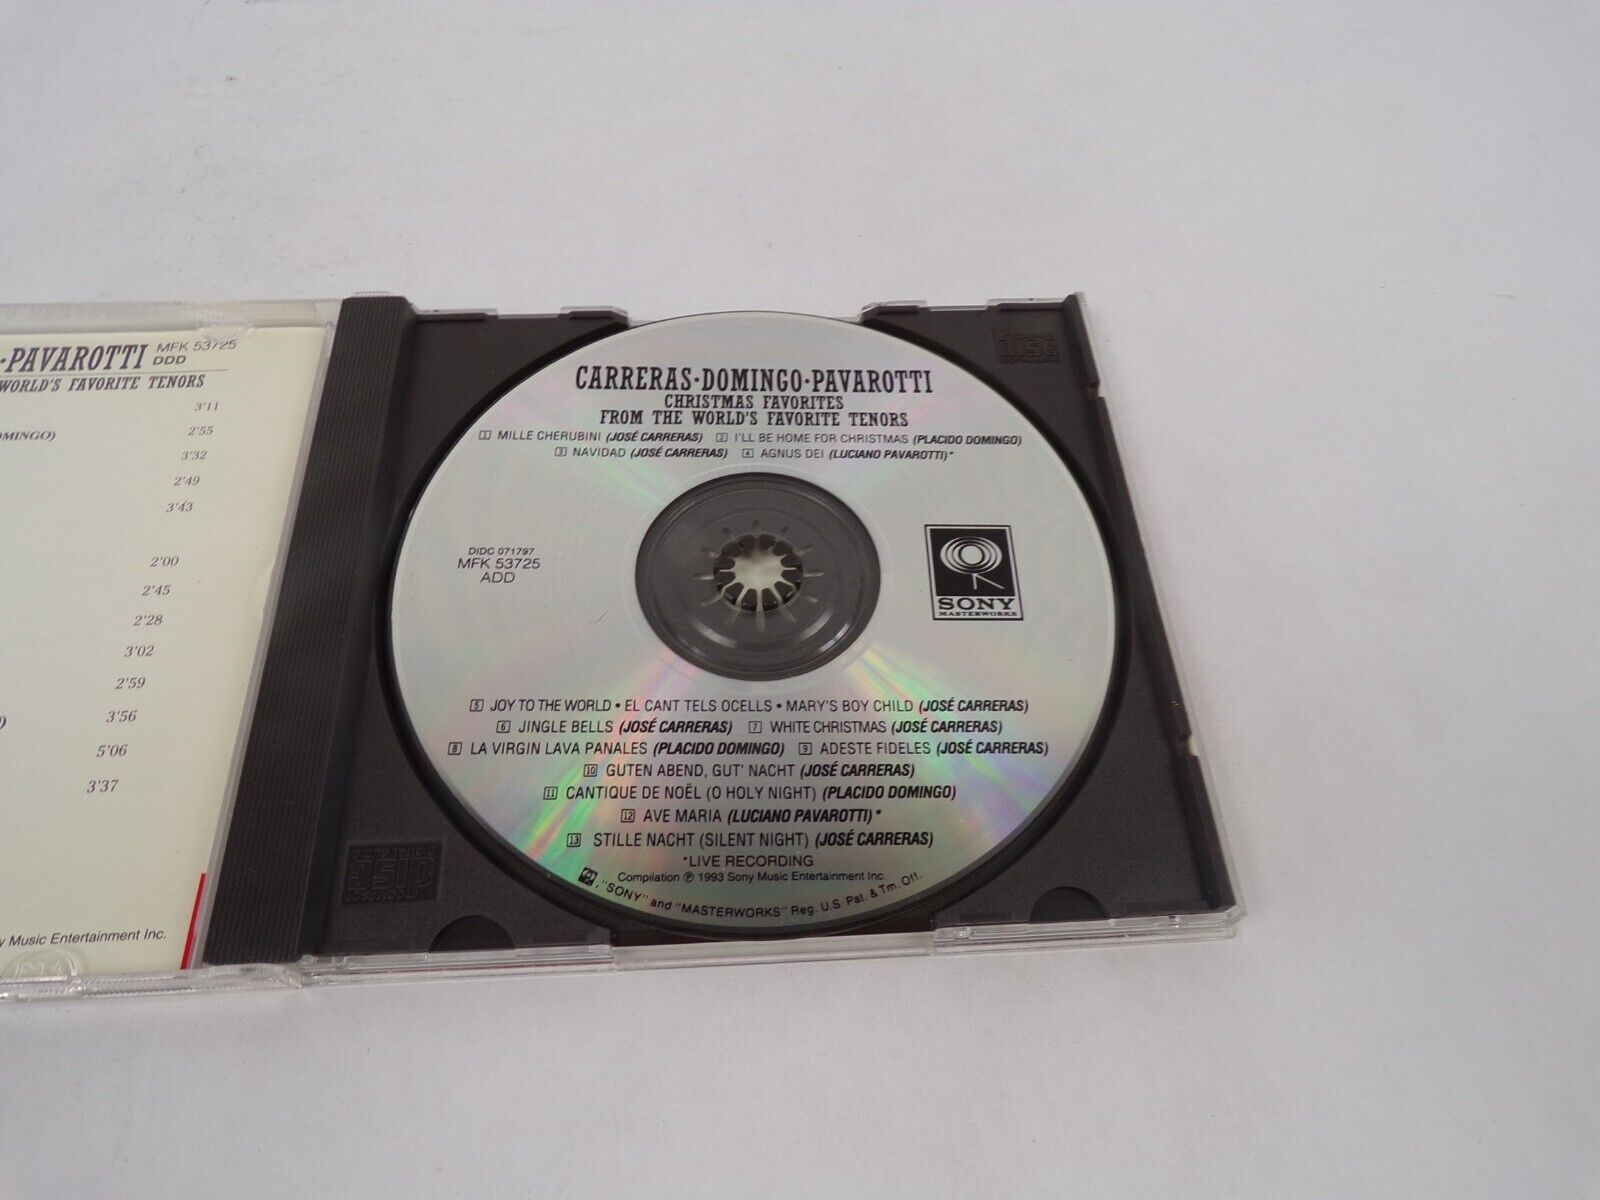 ·PAVAROTTI MFK 53725
DDD
WORLD'S FAVORITE TENORS
3'11
OMINGO) 2'55
3'32
2'49
3'43
2'00
2'45
2'28
3'02
2'59
) 3'56
5'06
3'37
y Music Entertainment Inc.
CARRERAS·DOMINGO·PAVAROTTI
CHRISTMAS FAVORITES
FROM THE WORLD'S FAVORITE TENORS
1 MILLE CHERUBINI (JOSÉ CARRERAS) 2 I'LL BE HOME FOR CHRISTMAS (PLACIDO DOMINGO)
3 NAVIDAD (JOSÉ CARRERAS) 4 AGNUS DEI (LUCIANO PAVAROTTI)*
DIDC 071797
MFK 53725
ADD
SONY
MASTERWORKS
5 JOY TO THE WORLD • EL CANT TELS OCELLS • MARY'S BOY CHILD (JOSÉ CARRERAS)
6 JINGLE BELLS (JOSÉ CARRERAS) 7 WHITE CHRISTMAS (JOSÉ CARRERAS)
8 LA VIRGIN LAVA PANALES (PLACIDO DOMINGO) 9 ADESTE FIDELES (JOSÉ CARRERAS)
10 GUTEN ABEND, GUT' NACHT (JOSÉ CARRERAS)
11 CANTIQUE DE NOËL (O HOLY NIGHT) (PLACIDO DOMINGO)
12 AVE MARIA (LUCIANO PAVAROTTI)*
13 STILLE NACHT (SILENT NIGHT) (JOSÉ CARRERAS)
*LIVE RECORDING
Compilation ℗ 1993 Sony Music Entertainment Inc.
, "SONY" and "MASTERWORKS" Reg. U.S. Pat. & Tm. Off.